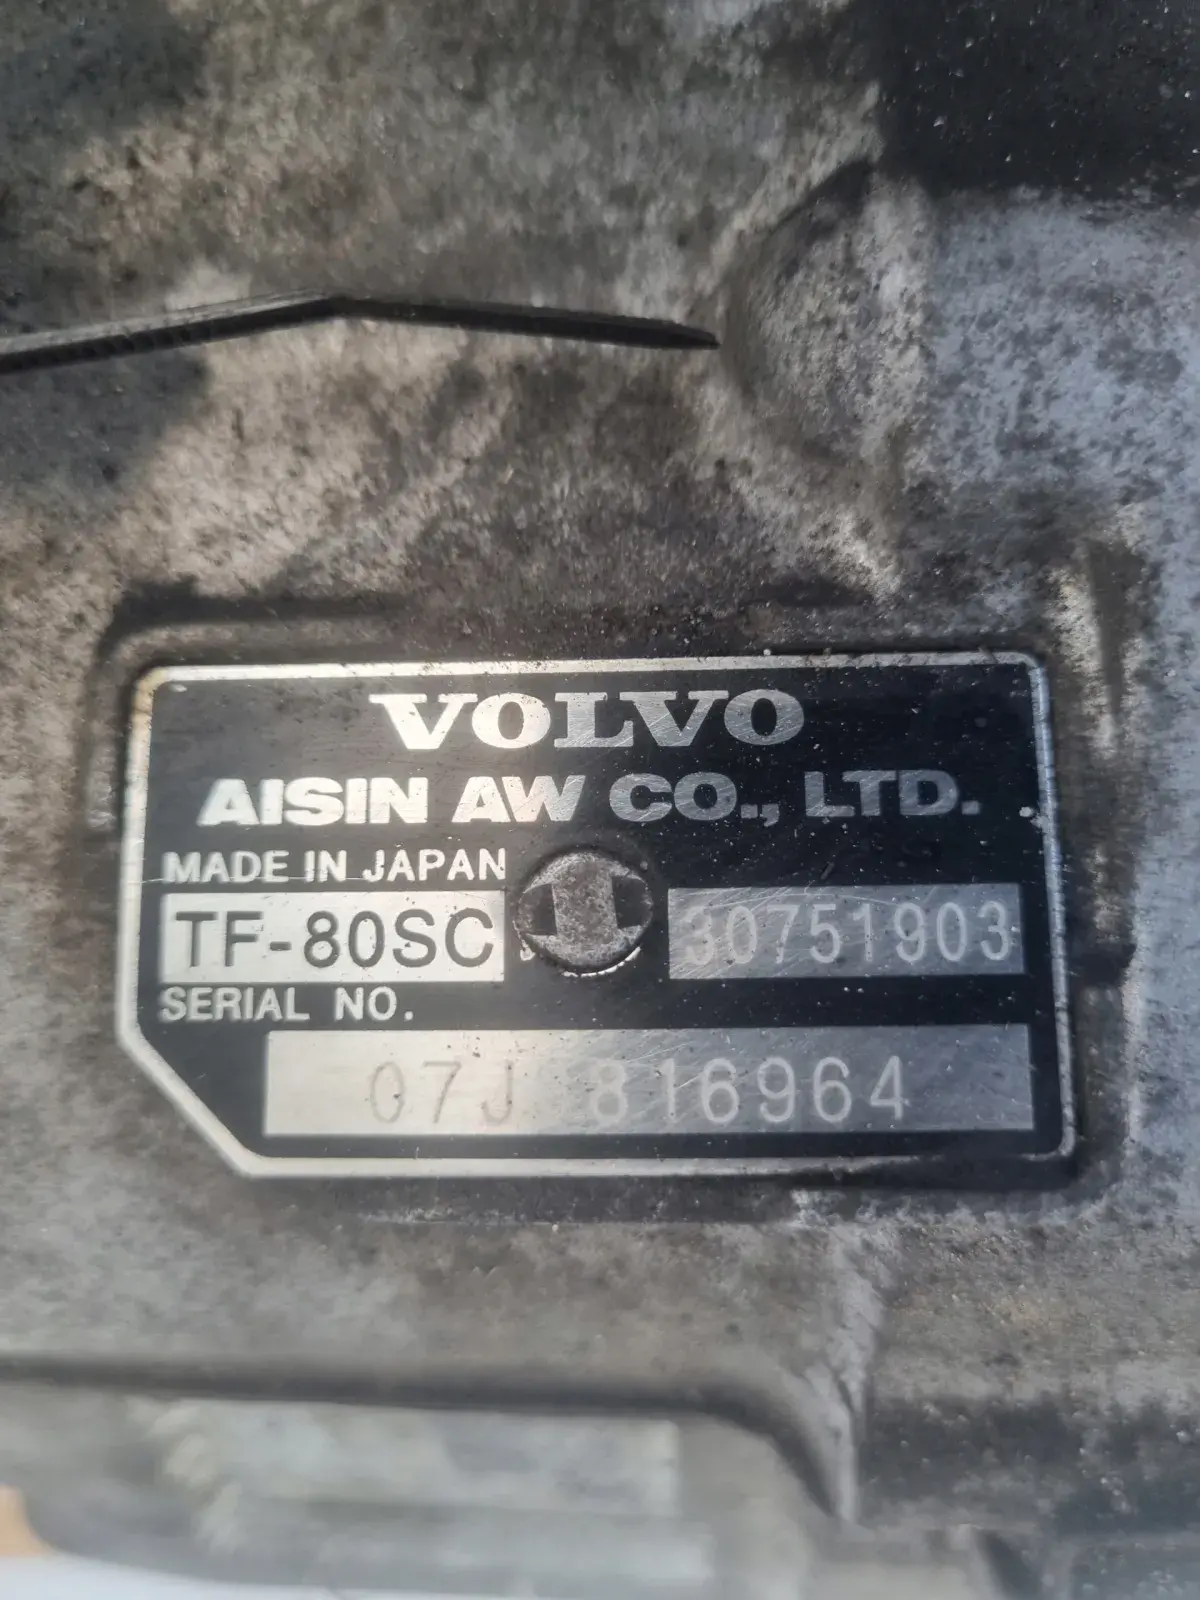 VOLVO
AISIN AW CO., LTD.
MADE IN JAPAN
TF-80SC 30751903
SERIAL NO.
07J 816964